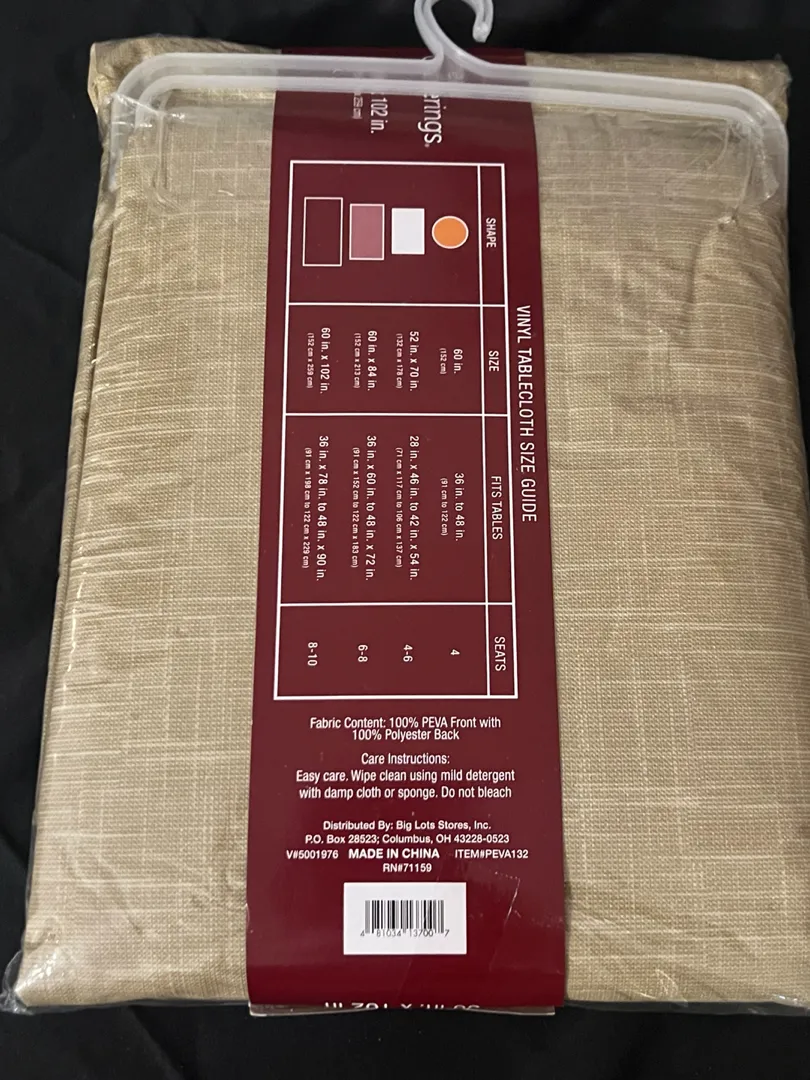 erings®
x 102 in.
VINYL TABLECLOTH SIZE GUIDE
SHAPE SIZE FITS TABLES SEATS
60 in. 36 in. to 48 in. 4
(152 cm) (91 cm to 122 cm)
52 in. x 70 in. 28 in. x 46 in. to 42 in. x 54 in. 4-6
(132 cm x 178 cm) (71 cm x 117 cm to 106 cm x 137 cm)
60 in. x 84 in. 36 in. x 60 in. to 48 in. x 72 in. 6-8
(152 cm x 213 cm) (91 cm x 152 cm to 122 cm x 183 cm)
60 in. x 102 in. 36 in. x 78 in. to 48 in. x 90 in. 8-10
(152 cm x 259 cm) (91 cm x 198 cm to 122 cm x 229 cm)
Fabric Content: 100% PEVA Front with
100% Polyester Back
Care Instructions:
Easy care. Wipe clean using mild detergent
with damp cloth or sponge. Do not bleach
Distributed By: Big Lots Stores, Inc.
P.O. Box 28523; Columbus, OH 43228-0523
V#5001976 MADE IN CHINA ITEM#PEVA132
RN#71159
81034 13700 7